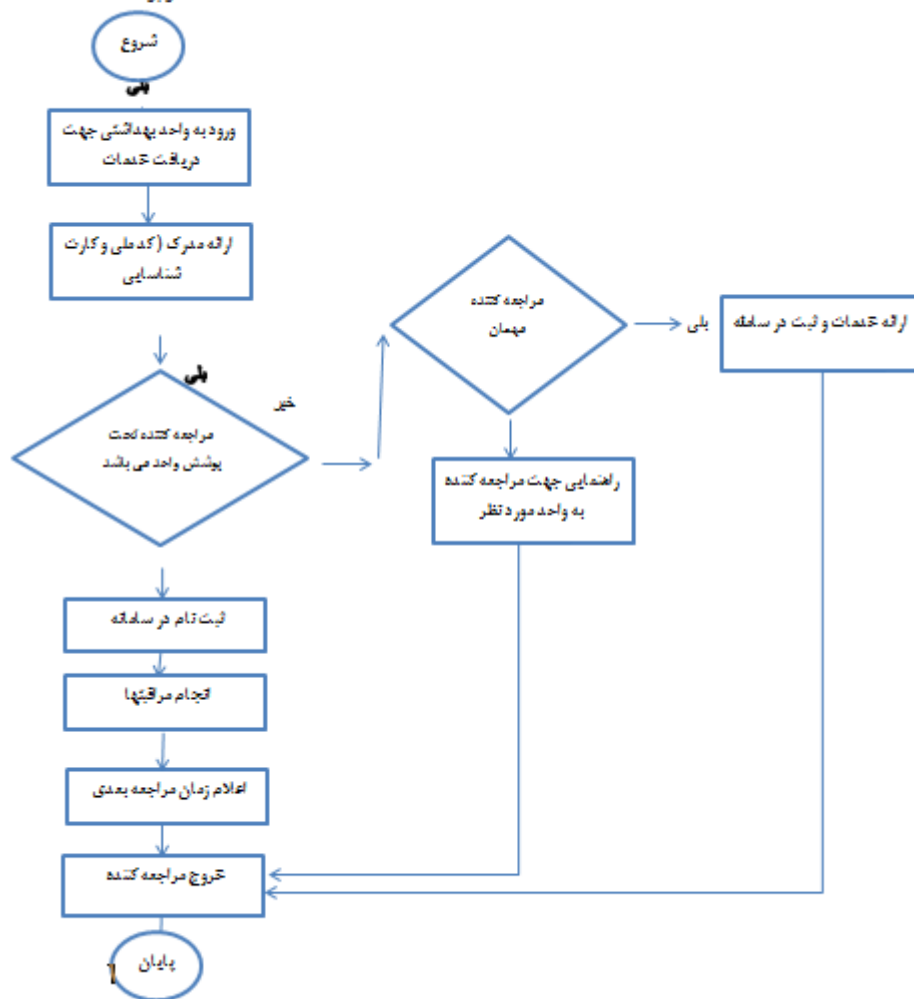 شروع
بلی
ورود به واحد بهداشتی جهت
دریافت خدمات
ارائه مدرک ( کد ملی و کارت
شناسایی
بلی
مراجعه کننده تحت
پوشش واحد می باشد
خیر
مراجعه کننده
مهمان
بلی
ارائه خدمات و ثبت در سامانه
راهنمایی جهت مراجعه کننده
به واحد مورد نظر
ثبت نام در سامانه
انجام مراقبتها
اعلام زمان مراجعه بعدی
خروج مراجعه کننده
پایان